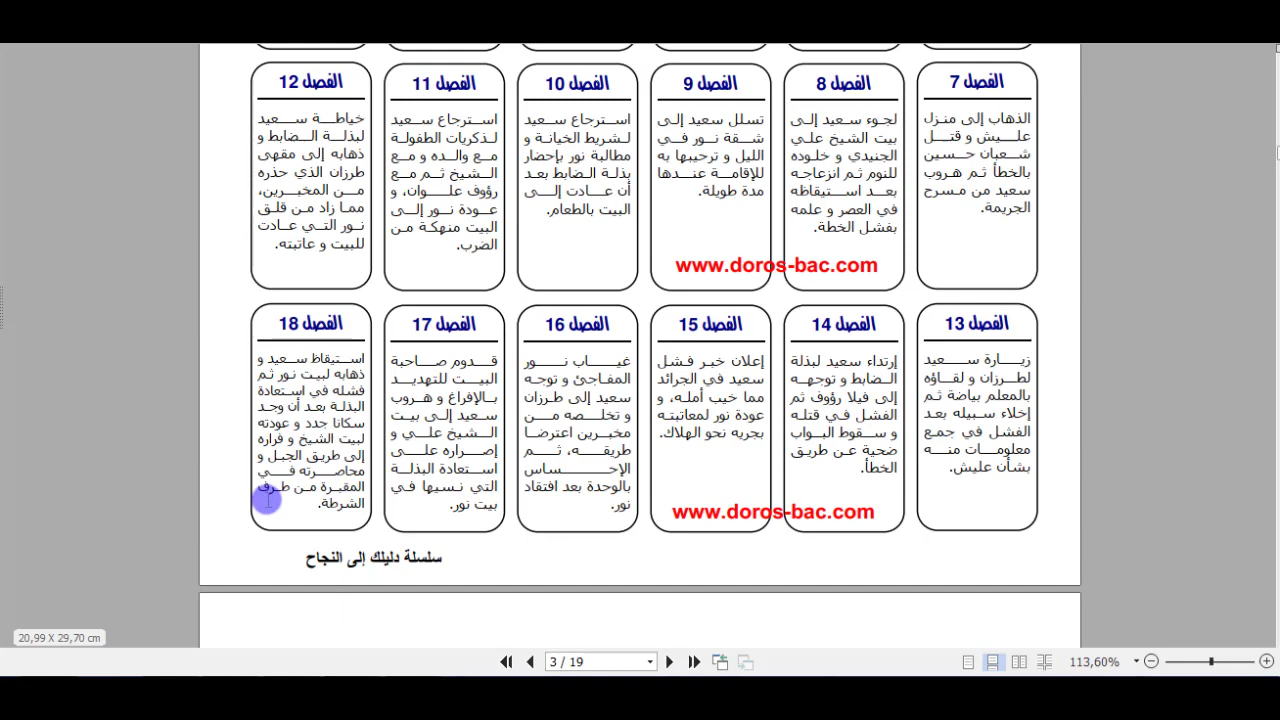 الفصل 7
الذهاب إلى منزل
عليش و قتل
شعبان حسين
بالخطأ ثم هروب
سعيد من مسرح
الجريمة.
الفصل 8
لجوء سعيد إلى
بيت الشيخ علي
الجنيدي و خلوده
للنوم ثم انزعاجه
بعد استيقاظه
في العصر و علمه
بفشل الخطة.
الفصل 9
تسلل سعيد إلى
شقة نور في
الليل و ترحيبها به
للإقامة عندها
مدة طويلة.
www.doros-bac.com
الفصل 10
استرجاع سعيد
لشريط الخيانة و
مطالبة نور بإحضار
بذلة الضابط بعد
أن عادت إلى
البيت بالطعام.
الفصل 11
استرجاع سعيد
لذكريات الطفولة
مع والده و مع
الشيخ ثم مع
رؤوف علوان، و
عودة نور إلى
البيت منهكة من
الضرب.
الفصل 12
خياطة سعيد
لبذلة الضابط و
ذهابه إلى مقهى
طرزان الذي حذره
من المخبرين،
مما زاد من قلق
نور التي عادت
للبيت و عاتبته.
الفصل 13
زيارة سعيد
لطرزان و لقاؤه
بالمعلم بياضة ثم
إخلاء سبيله بعد
الفشل في جمع
معلومات منه
بشأن عليش.
الفصل 14
إرتداء سعيد لبذلة
الضابط و توجهه
إلى فيلا رؤوف ثم
الفشل في قتله
و سقوط البواب
ضحية عن طريق
الخطأ.
الفصل 15
إعلان خبر فشل
سعيد في الجرائد
مما خيب أمله، و
عودة نور لمعاتبته
بجريه نحو الهلاك.
www.doros-bac.com
الفصل 16
غياب نور
المفاجئ و توجه
سعيد إلى طرزان
و تخلصه من
مخبرين اعترضا
طريقه، ثم
الإحساس
بالوحدة بعد افتقاد
نور.
الفصل 17
قدوم صاحبة
البيت للتهديد
بالإفراغ و هروب
سعيد إلى بيت
الشيخ علي و
إصراره على
استعادة البذلة
التي نسيها في
بيت نور.
الفصل 18
استيقاظ سعيد و
ذهابه لبيت نور ثم
فشله في استعادة
البذلة بعد أن وجد
سكانا جدد و عودته
لبيت الشيخ و فراره
إلى طريق الجبل و
محاصرته في
المقبرة من طرف
الشرطة.
سلسلة دليلك إلى النجاح
20,99 X 29,70 cm
3 / 19
113,60%